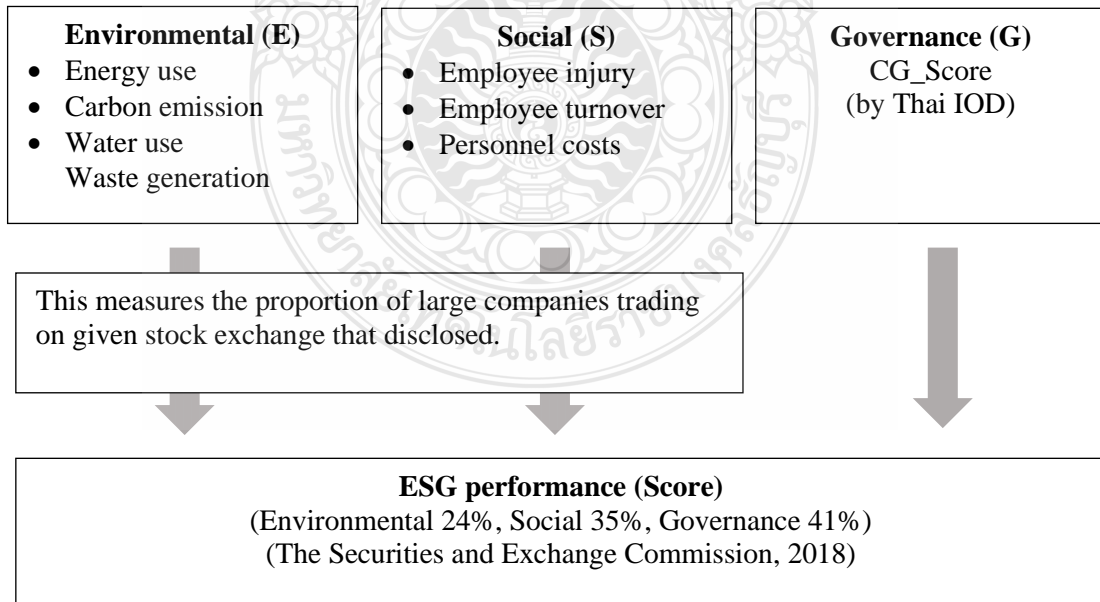 Environmental (E)
• Energy use
• Carbon emission
• Water use
Waste generation
Social (S)
• Employee injury
• Employee turnover
• Personnel costs
Governance (G)
CG_Score
(by Thai IOD)
This measures the proportion of large companies trading
on given stock exchange that disclosed.
ESG performance (Score)
(Environmental 24%, Social 35%, Governance 41%)
(The Securities and Exchange Commission, 2018)